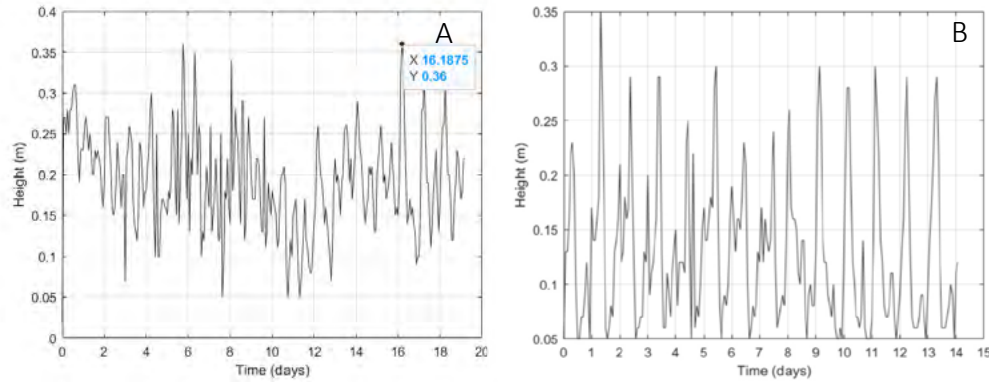 A
0.4
0.35
0.3
0.25
0.2
0.15
0.1
0.05
0
Height (m)
X 16.1875
Y 0.36
0 2 4 6 8 10 12 14 16 18 20
Time (days)
B
0.35
0.3
0.25
0.2
0.15
0.1
0.05
Height (m)
0 1 2 3 4 5 6 7 8 9 10 11 12 13 14 15
Time (days)